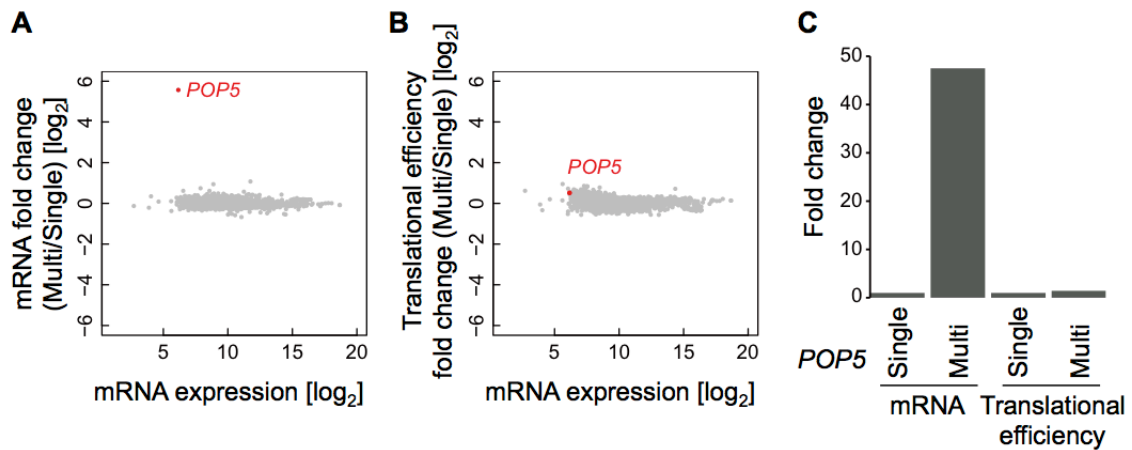 A
mRNA fold change
(Multi/Single) [log₂]
6
4
2
0
−2
−4
−6
POP5
5
10
15
20
mRNA expression [log₂]
B
Translational efficiency
fold change (Multi/Single) [log₂]
6
4
2
0
−2
−4
−6
POP5
5
10
15
20
mRNA expression [log₂]
C
Fold change
50
40
30
20
10
0
POP5
Single
Multi
Single
Multi
mRNA
Translational
efficiency